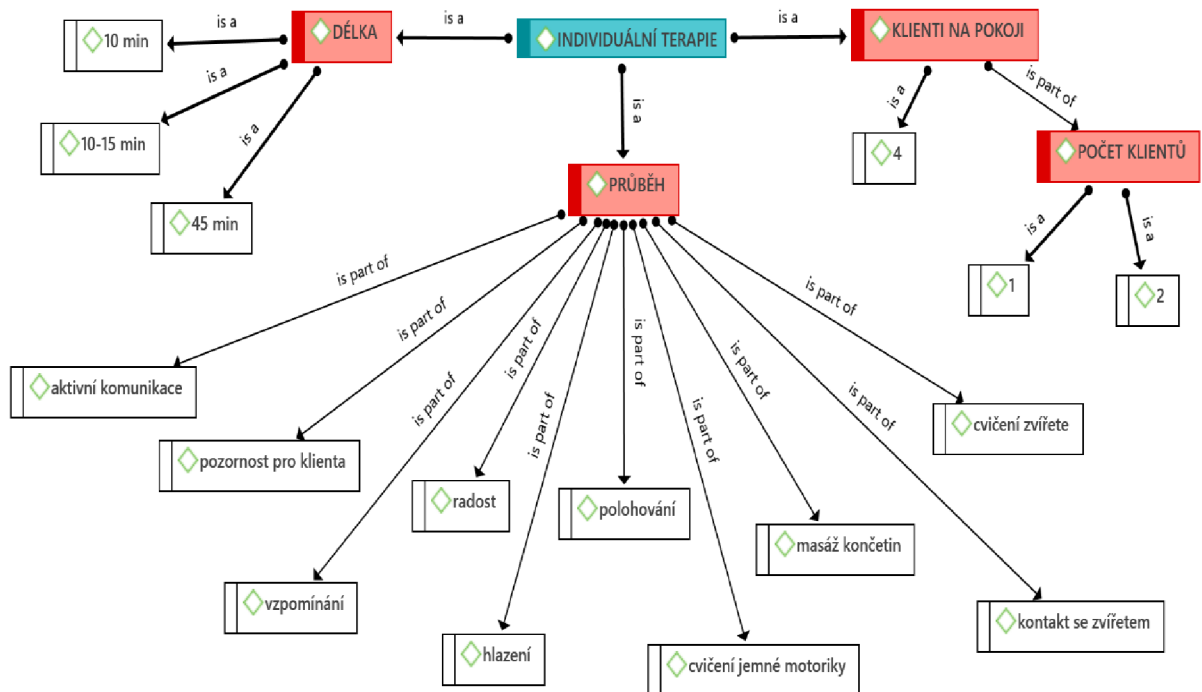 is a
is a
10 min
DÉLKA
INDIVIDUÁLNÍ TERAPIE
KLIENTI NA POKOJI
is a
is a
is a
is a
is a
is part of
10-15 min
4
POČET KLIENTŮ
PRŮBĚH
45 min
is a
is a
1
2
is part of
is part of
is part of
is part of
is part of
is part of
is part of
is part of
is part of
is part of
aktivní komunikace
cvičení zvířete
pozornost pro klienta
radost
polohování
masáž končetin
vzpomínání
kontakt se zvířetem
hlazení
cvičení jemné motoriky